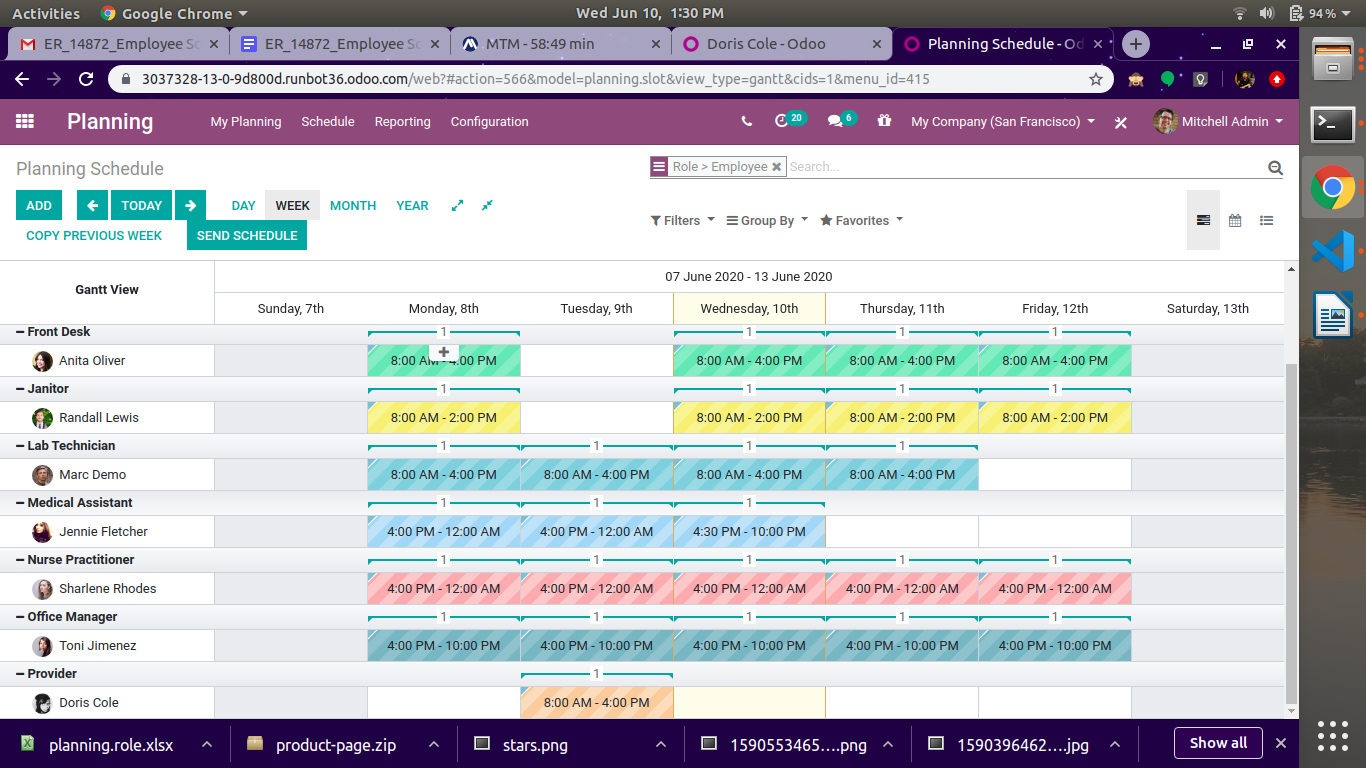 Activities Google Chrome Wed Jun 10, 1:30 PM 94 %
ER_14872_Employee Sc ER_14872_Employee Sc MTM - 58:49 min Doris Cole - Odoo Planning Schedule - Od
3037328-13-0-9d800d.runbot36.odoo.com/web?#action=566&model=planning.slot&view_type=gantt&cids=1&menu_id=415
Planning My Planning Schedule Reporting Configuration 20 6 My Company (San Francisco) Mitchell Admin
Planning Schedule Role > Employee Search...
ADD TODAY DAY WEEK MONTH YEAR
Filters Group By Favorites
COPY PREVIOUS WEEK SEND SCHEDULE
07 June 2020 - 13 June 2020
Gantt View
Sunday, 7th Monday, 8th Tuesday, 9th Wednesday, 10th Thursday, 11th Friday, 12th Saturday, 13th
Front Desk 1 1 1 1
Anita Oliver 8:00 AM - 4:00 PM 8:00 AM - 4:00 PM 8:00 AM - 4:00 PM 8:00 AM - 4:00 PM
Janitor 1 1 1 1
Randall Lewis 8:00 AM - 2:00 PM 8:00 AM - 2:00 PM 8:00 AM - 2:00 PM 8:00 AM - 2:00 PM
Lab Technician 1 1 1 1
Marc Demo 8:00 AM - 4:00 PM 8:00 AM - 4:00 PM 8:00 AM - 4:00 PM 8:00 AM - 4:00 PM
Medical Assistant 1 1 1
Jennie Fletcher 4:00 PM - 12:00 AM 4:00 PM - 12:00 AM 4:30 PM - 10:00 PM
Nurse Practitioner 1 1 1 1 1
Sharlene Rhodes 4:00 PM - 12:00 AM 4:00 PM - 12:00 AM 4:00 PM - 12:00 AM 4:00 PM - 12:00 AM 4:00 PM - 12:00 AM
Office Manager 1 1 1 1 1
Toni Jimenez 4:00 PM - 10:00 PM 4:00 PM - 10:00 PM 4:00 PM - 10:00 PM 4:00 PM - 10:00 PM 4:00 PM - 10:00 PM
Provider 1
Doris Cole 8:00 AM - 4:00 PM
planning.role.xlsx product-page.zip stars.png 1590553465....png 1590396462....jpg Show all